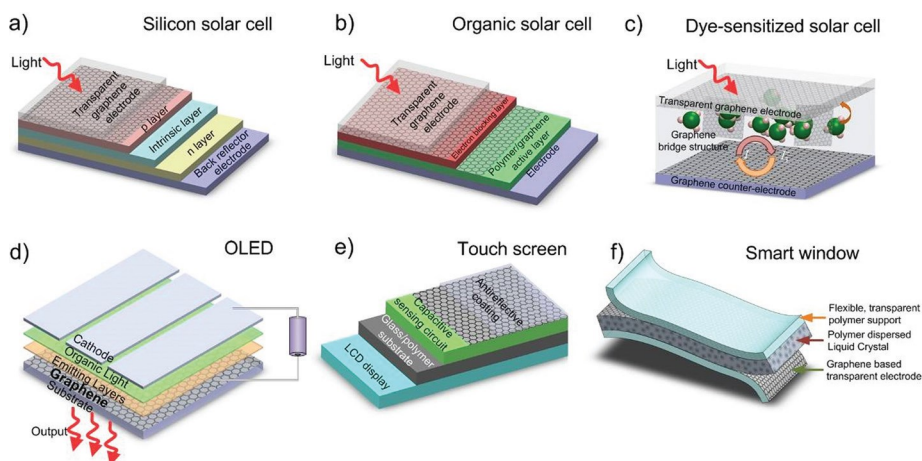 a)
Silicon solar cell
Light
Transparent
graphene
electrode
p layer
Intrinsic layer
n layer
Back reflector
electrode
b)
Organic solar cell
Light
Transparent
graphene
electrode
Electron blocking layer
Polymer/graphene
active layer
Electrode
c)
Dye-sensitized solar cell
Light
Transparent graphene electrode
Graphene
bridge structure
Graphene counter-electrode
d)
OLED
Cathode
Organic Light
Emitting Layers
Graphene
Substrate
Output
e)
Touch screen
Antireflective
coating
Capacitive
sensing circuit
Glass/polymer
substrate
LCD display
f)
Smart window
Flexible, transparent
polymer support
Polymer dispersed
Liquid Crystal
Graphene based
transparent electrode